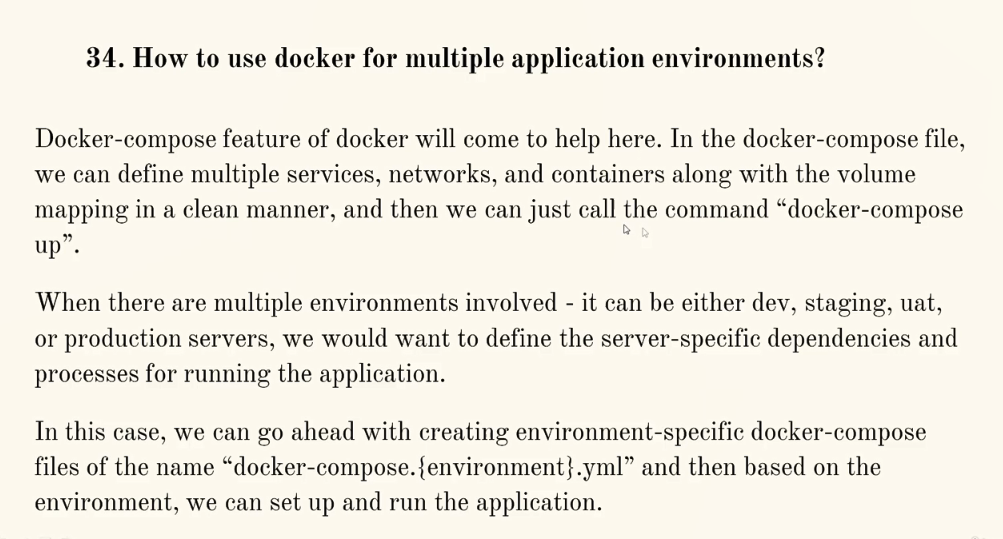 34. How to use docker for multiple application environments?
Docker-compose feature of docker will come to help here. In the docker-compose file,
we can define multiple services, networks, and containers along with the volume
mapping in a clean manner, and then we can just call the command “docker-compose
up”.
When there are multiple environments involved - it can be either dev, staging, uat,
or production servers, we would want to define the server-specific dependencies and
processes for running the application.
In this case, we can go ahead with creating environment-specific docker-compose
files of the name “docker-compose.{environment}.yml” and then based on the
environment, we can set up and run the application.